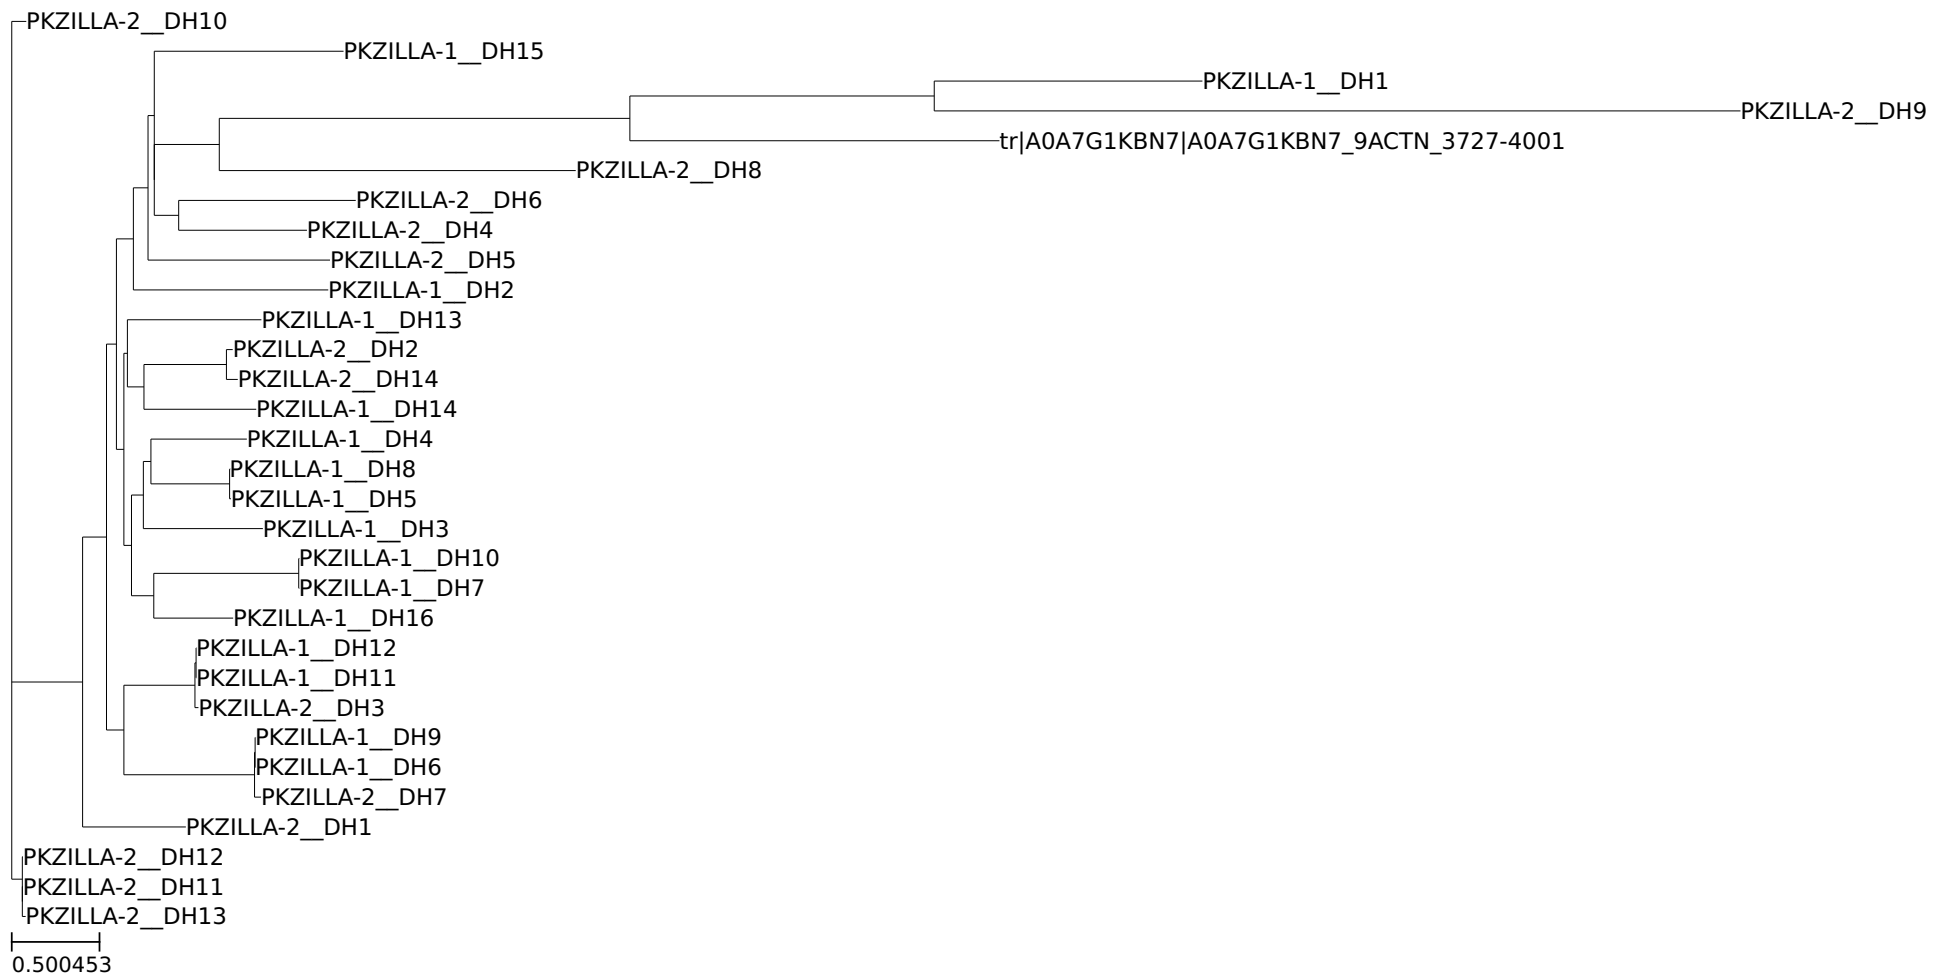 PKZILLA-2__DH10
PKZILLA-1__DH15
PKZILLA-1__DH1
PKZILLA-2__DH9
tr|A0A7G1KBN7|A0A7G1KBN7_9ACTN_3727-4001
PKZILLA-2__DH8
PKZILLA-2__DH6
PKZILLA-2__DH4
PKZILLA-2__DH5
PKZILLA-1__DH2
PKZILLA-1__DH13
PKZILLA-2__DH2
PKZILLA-2__DH14
PKZILLA-1__DH14
PKZILLA-1__DH4
PKZILLA-1__DH8
PKZILLA-1__DH5
PKZILLA-1__DH3
PKZILLA-1__DH10
PKZILLA-1__DH7
PKZILLA-1__DH16
PKZILLA-1__DH12
PKZILLA-1__DH11
PKZILLA-2__DH3
PKZILLA-1__DH9
PKZILLA-1__DH6
PKZILLA-2__DH7
PKZILLA-2__DH1
PKZILLA-2__DH12
PKZILLA-2__DH11
PKZILLA-2__DH13
0.500453